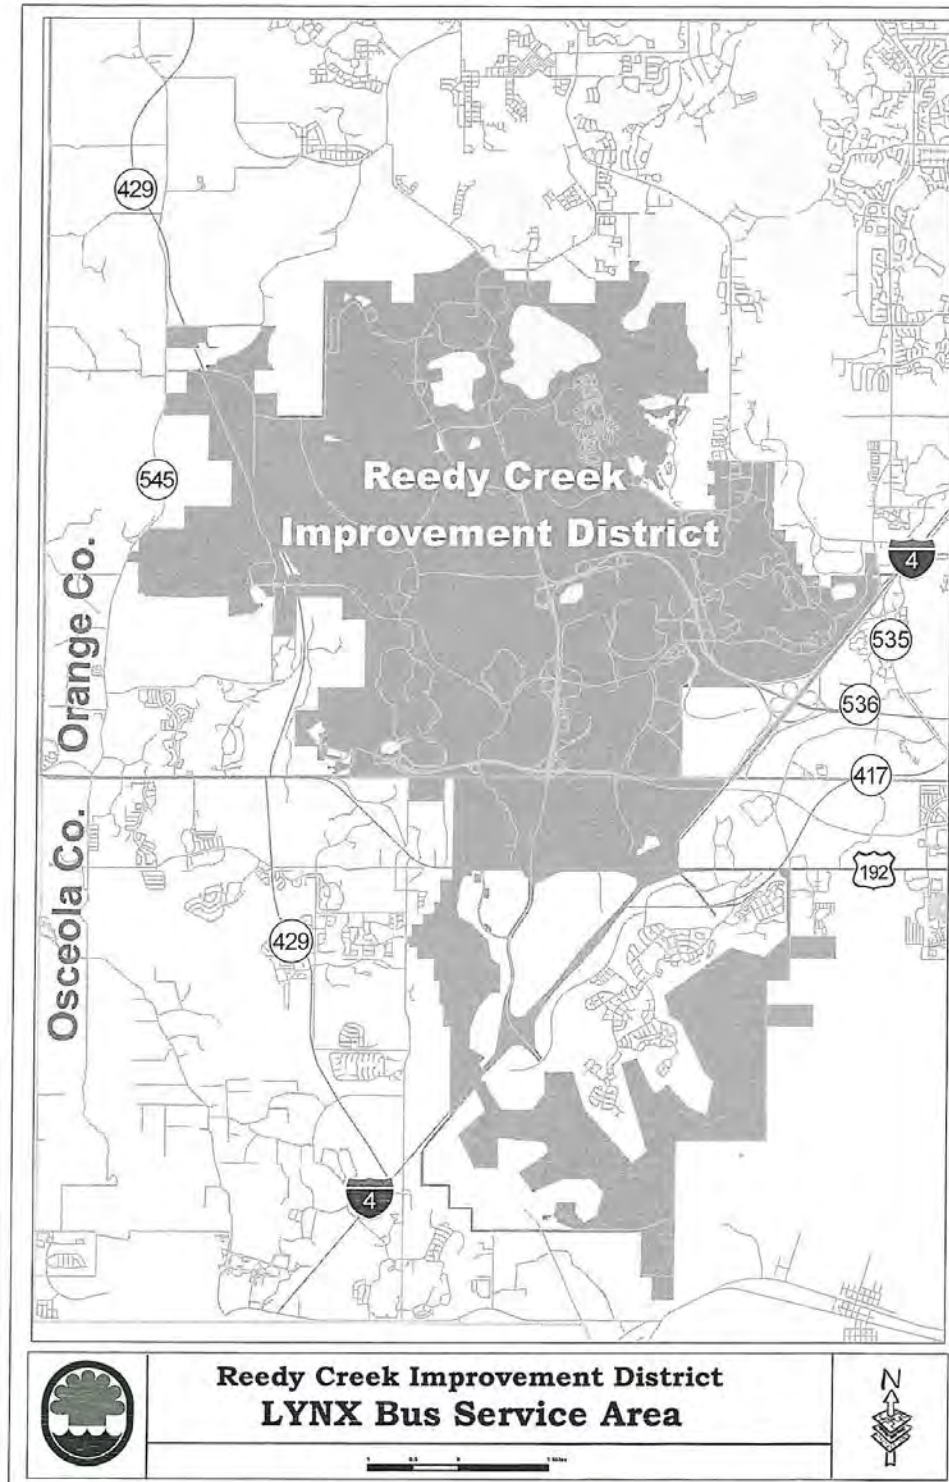 429
545
Reedy Creek
Improvement District
4
535
536
417
192
Orange Co.
Osceola Co.
429
4
Reedy Creek Improvement District
LYNX Bus Service Area
N